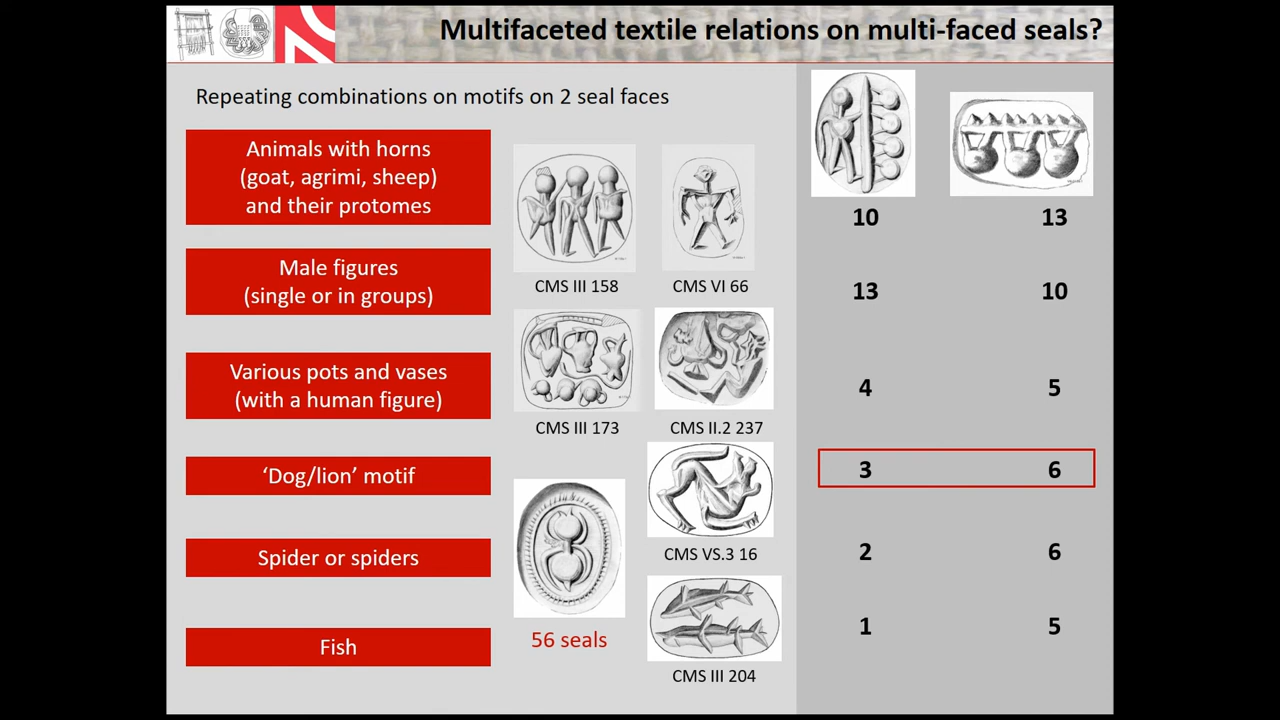 Multifaceted textile relations on multi-faced seals?
Repeating combinations on motifs on 2 seal faces
Animals with horns
(goat, agrimi, sheep)
and their protomes
10 13
Male figures
(single or in groups)
CMS III 158 CMS VI 66
13 10
Various pots and vases
(with a human figure)
4 5
CMS III 173 CMS II.2 237
‘Dog/lion’ motif
3 6
CMS VS.3 16
Spider or spiders
2 6
56 seals
1 5
Fish
CMS III 204